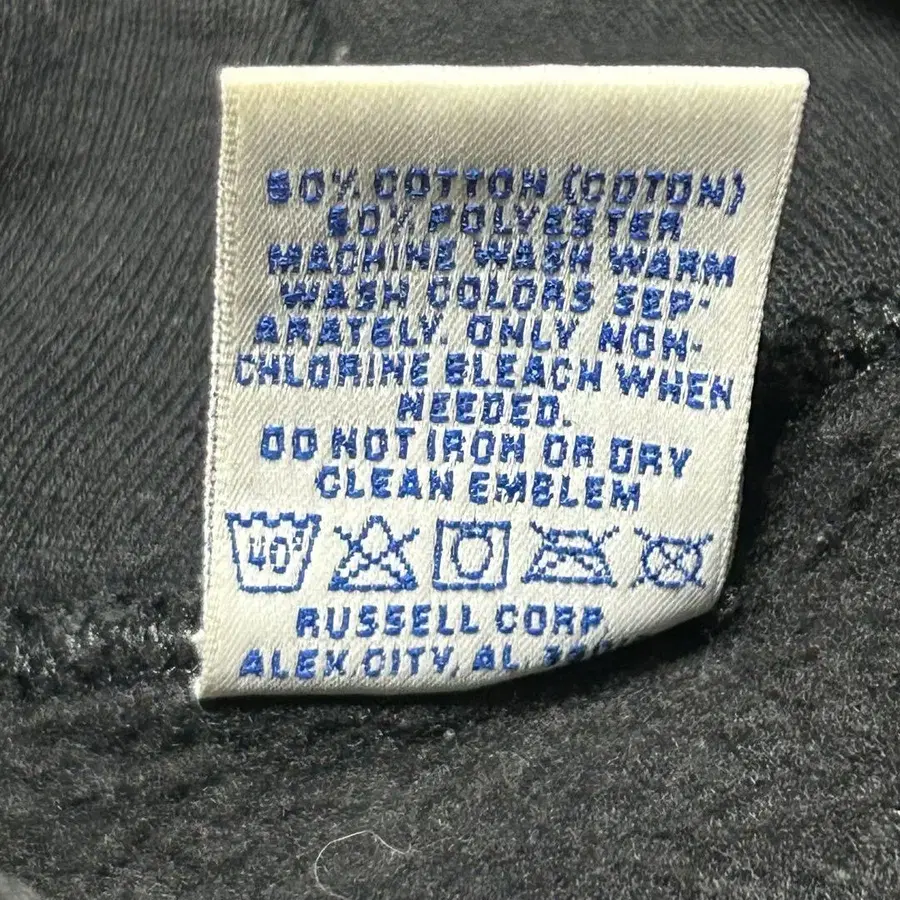 50% COTTON (COTON)
50% POLYESTER
MACHINE WASH WARM
WASH COLORS SEP-
ARATELY. ONLY NON-
CHLORINE BLEACH WHEN
NEEDED.
DO NOT IRON OR DRY
CLEAN EMBLEM
40°
RUSSELL CORP.
ALEX CITY, AL.